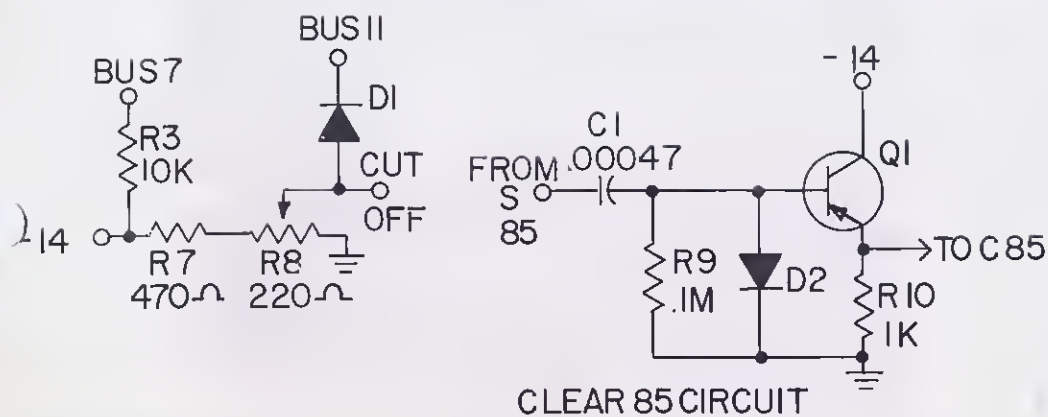 BUS 7
R3
10K
14
R7
470Ω
R8
220Ω
BUS 11
D1
CUT
OFF
FROM
S
85
C1
.00047
R9
.1M
D2
-14
Q1
TO C 85
R10
1K
CLEAR 85 CIRCUIT